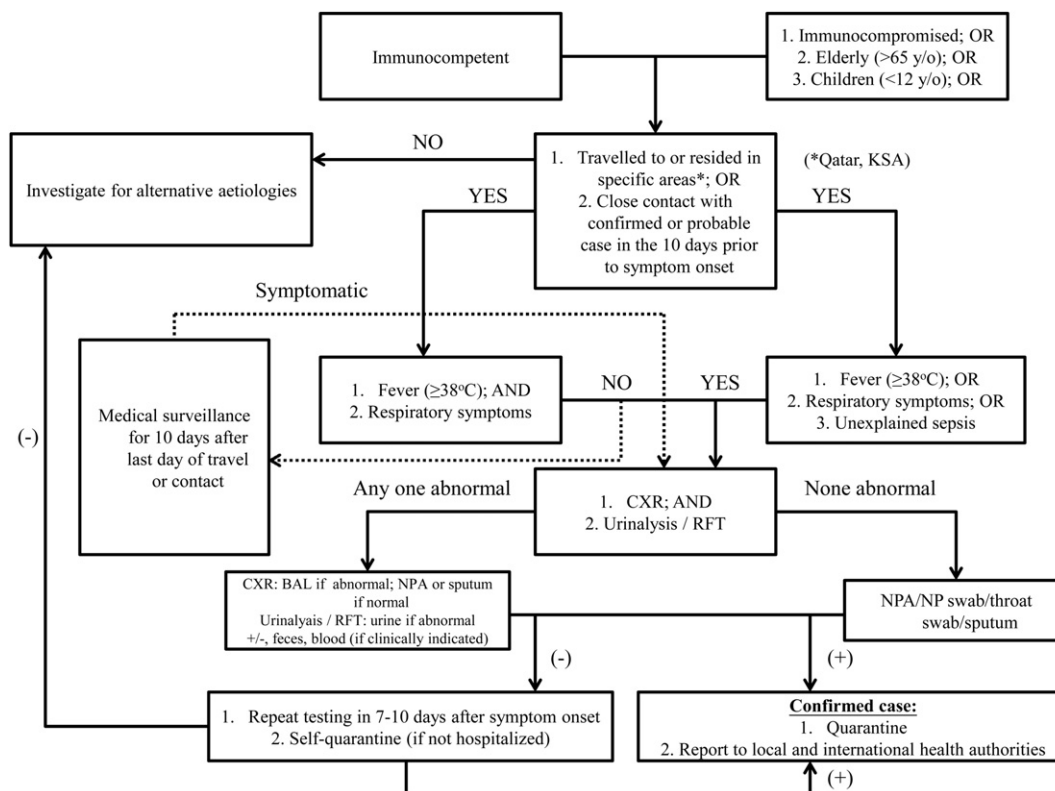 Immunocompetent
1. Immunocompromised; OR
2. Elderly (>65 y/o); OR
3. Children (<12 y/o); OR
NO
Investigate for alternative aetiologies
1. Travelled to or resided in
specific areas*; OR
2. Close contact with
confirmed or probable
case in the 10 days prior
to symptom onset
(*Qatar, KSA)
YES
YES
Symptomatic
Medical surveillance
for 10 days after
last day of travel
or contact
1. Fever (≥38ºC); AND
2. Respiratory symptoms
NO
YES
1. Fever (≥38ºC); OR
2. Respiratory symptoms; OR
3. Unexplained sepsis
(-)
Any one abnormal
1. CXR; AND
2. Urinalysis / RFT
None abnormal
CXR: BAL if abnormal; NPA or sputum
if normal
Urinalyais / RFT: urine if abnormal
+/-, feces, blood (if clinically indicated)
NPA/NP swab/throat
swab/sputum
(-)
(+)
1. Repeat testing in 7-10 days after symptom onset
2. Self-quarantine (if not hospitalized)
Confirmed case:
1. Quarantine
2. Report to local and international health authorities
(+)